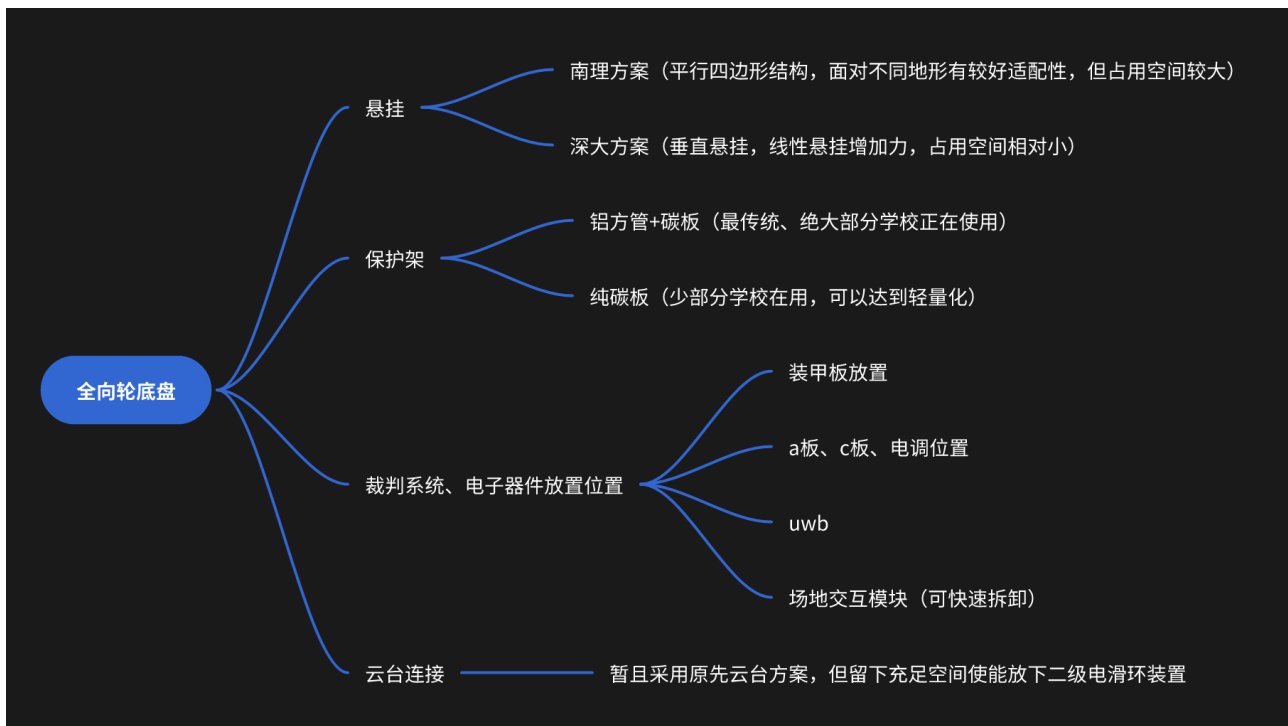 全向轮底盘
悬挂
南理方案（平行四边形结构，面对不同地形有较好适配性，但占用空间较大）
深大方案（垂直悬挂，线性悬挂增加力，占用空间相对小）
保护架
铝方管+碳板（最传统、绝大部分学校正在使用）
纯碳板（少部分学校在用，可以达到轻量化）
裁判系统、电子器件放置位置
装甲板放置
a板、c板、电调位置
uwb
场地交互模块（可快速拆卸）
云台连接
暂且采用原先云台方案，但留下充足空间使能放下二级电滑环装置